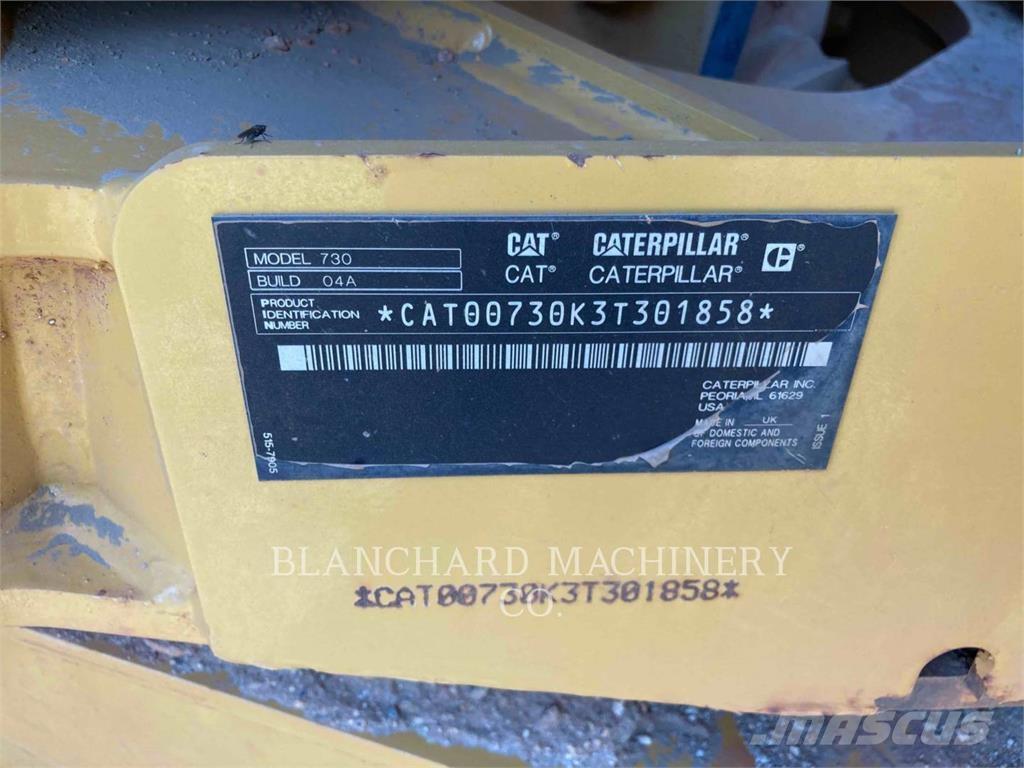 CAT CATERPILLAR®
CAT® CATERPILLAR®
MODEL 730
BUILD 04A
PRODUCT
IDENTIFICATION
NUMBER
*CAT00730K3T301858*
CATERPILLAR INC.
PEORIA, IL 61629
USA
MADE IN UK
OF DOMESTIC AND
FOREIGN COMPONENTS
ISSUE 1
515-7905
BLANCHARD MACHINERY
CO.
*CAT00730K3T301858*
MASCUS